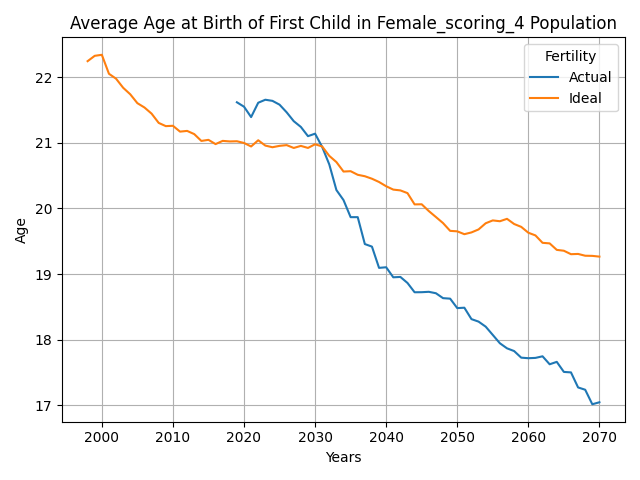 Average Age at Birth of First Child in Female_scoring_4 Population
Fertility
Actual
Ideal
Age
22
21
20
19
18
17
2000 2010 2020 2030 2040 2050 2060 2070
Years